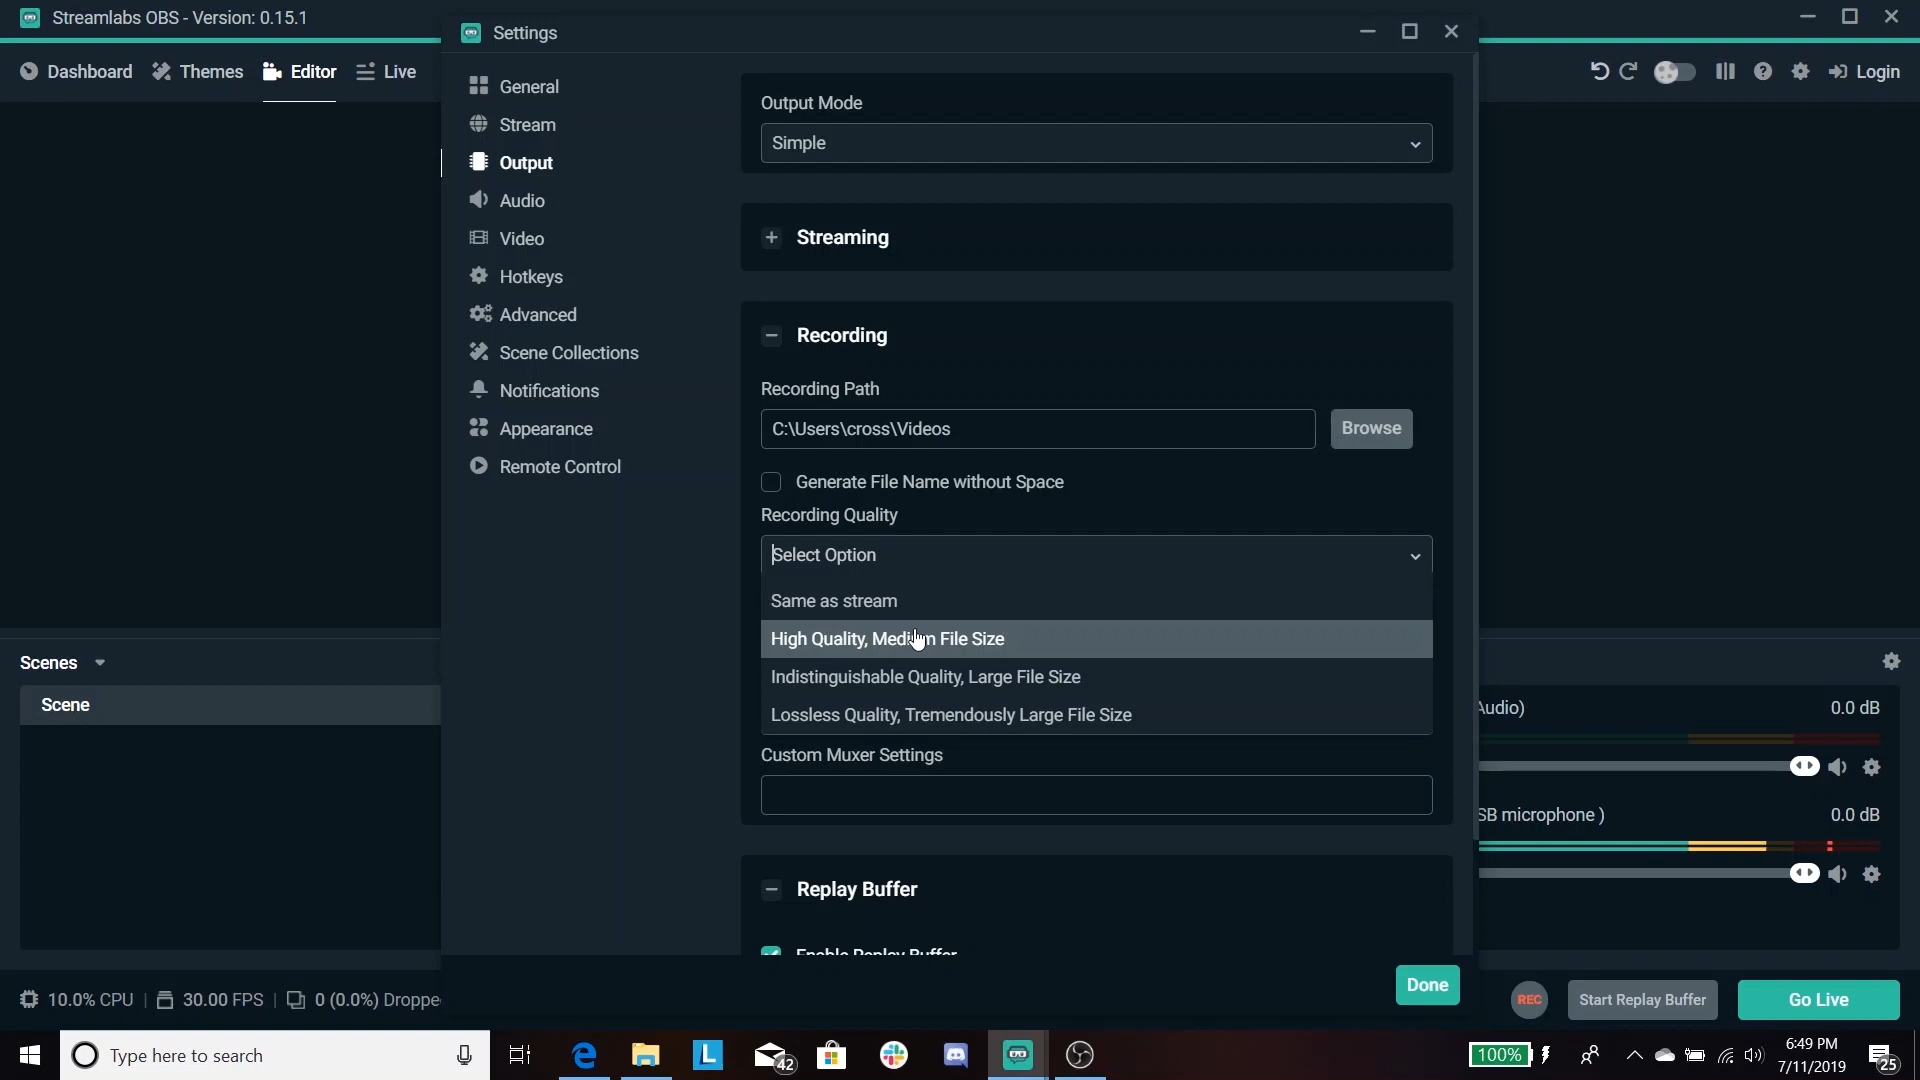 Streamlabs OBS - Version: 0.15.1
Settings
Dashboard
Themes
Editor
Live
Login
General
Stream
Output
Audio
Video
Hotkeys
Advanced
Scene Collections
Notifications
Appearance
Remote Control
Output Mode
Simple
Streaming
Recording
Recording Path
C:\Users\cross\Videos
Browse
Generate File Name without Space
Recording Quality
Select Option
Same as stream
High Quality, Medium File Size
Indistinguishable Quality, Large File Size
Lossless Quality, Tremendously Large File Size
Custom Muxer Settings
Replay Buffer
Enable Replay Buffer
Done
Scenes
Scene
Audio)
0.0 dB
SB microphone )
0.0 dB
10.0% CPU
30.00 FPS
0 (0.0%) Droppe
REC
Start Replay Buffer
Go Live
Type here to search
L
42
100%
6:49 PM
7/11/2019
25